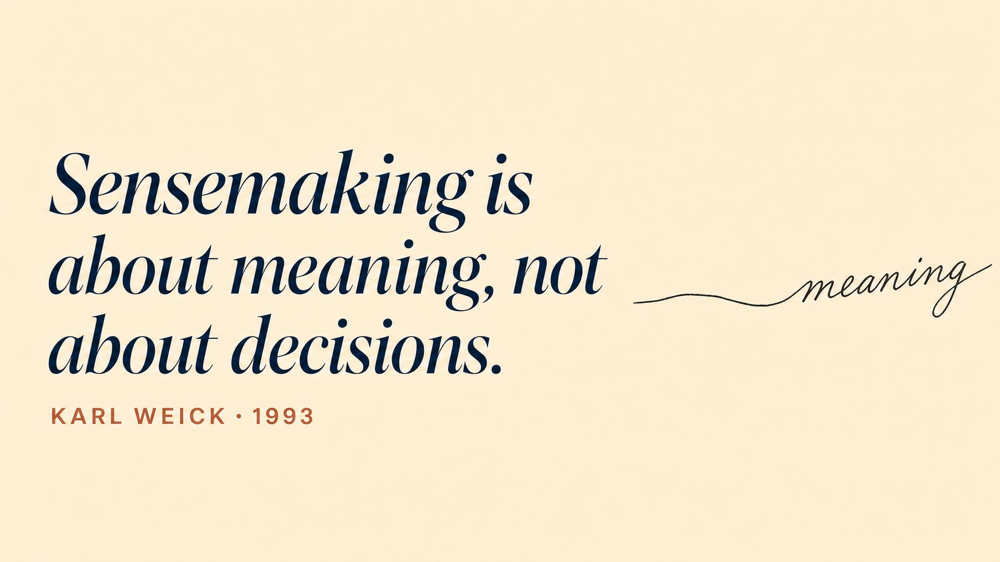 Sensemaking is
about meaning, not
about decisions.
KARL WEICK · 1993
meaning